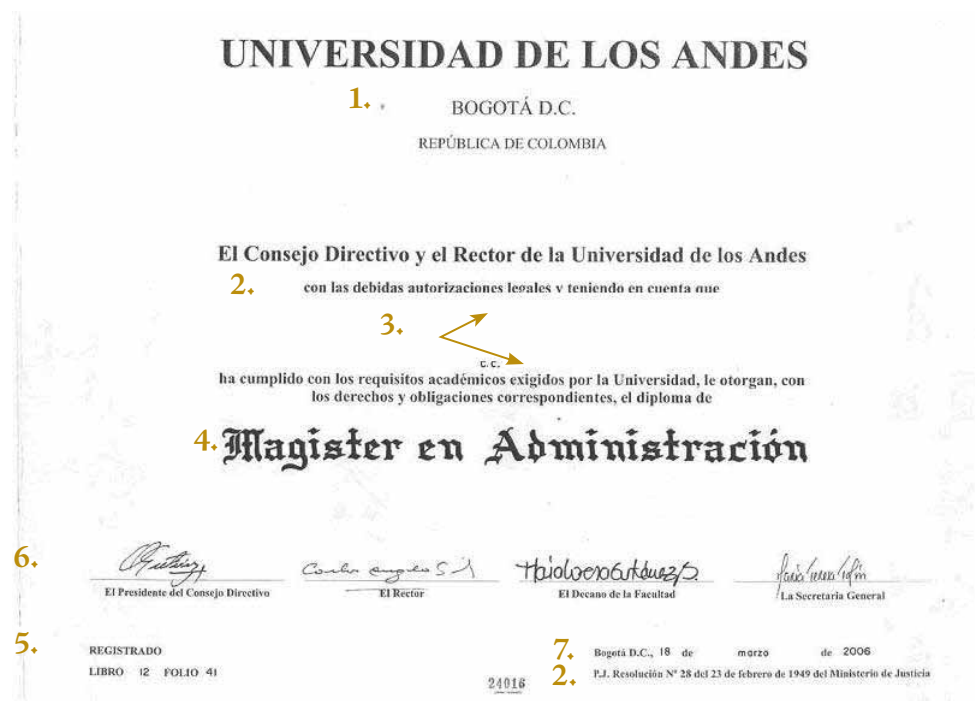 UNIVERSIDAD DE LOS ANDES
1.
BOGOTÁ D.C.
REPÚBLICA DE COLOMBIA
El Consejo Directivo y el Rector de la Universidad de los Andes
2. con las debidas autorizaciones legales y teniendo en cuenta que
3.
C.C.
ha cumplido con los requisitos académicos exigidos por la Universidad, le otorgan, con
los derechos y obligaciones correspondientes, el diploma de
4. Magister en Administración
6.
El Presidente del Consejo Directivo El Rector El Decano de la Facultad La Secretaria General
5. REGISTRADO 7. Bogotá D.C., 18 de marzo de 2006
LIBRO 12 FOLIO 41 2. P.J. Resolución Nº 28 del 23 de febrero de 1949 del Ministerio de Justicia
24016